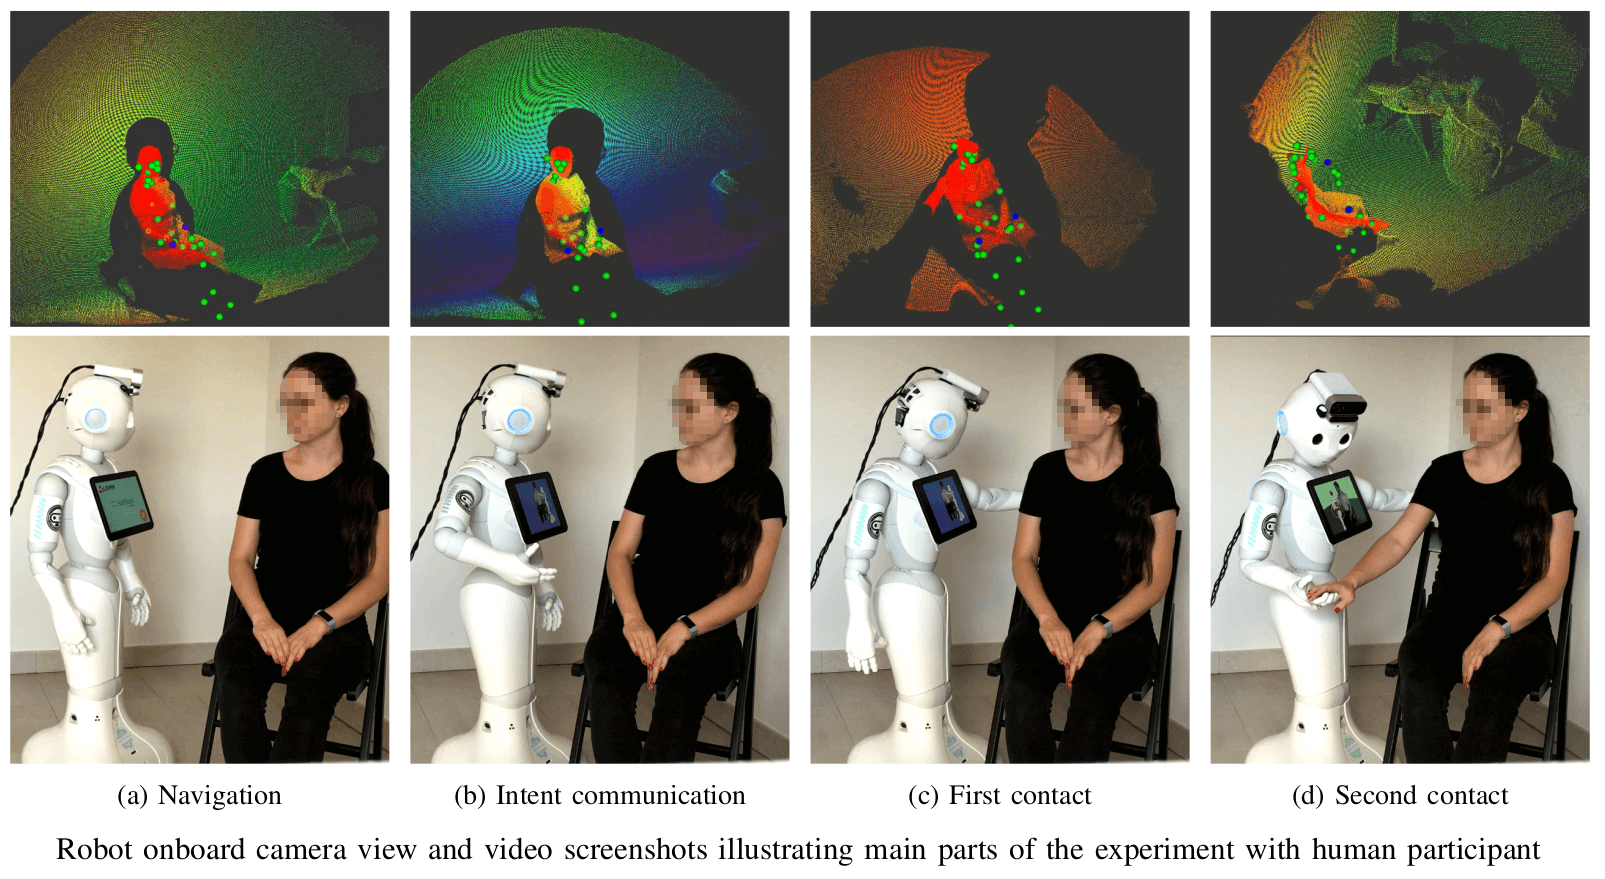 (a) Navigation
(b) Intent communication
(c) First contact
(d) Second contact
Robot onboard camera view and video screenshots illustrating main parts of the experiment with human participant